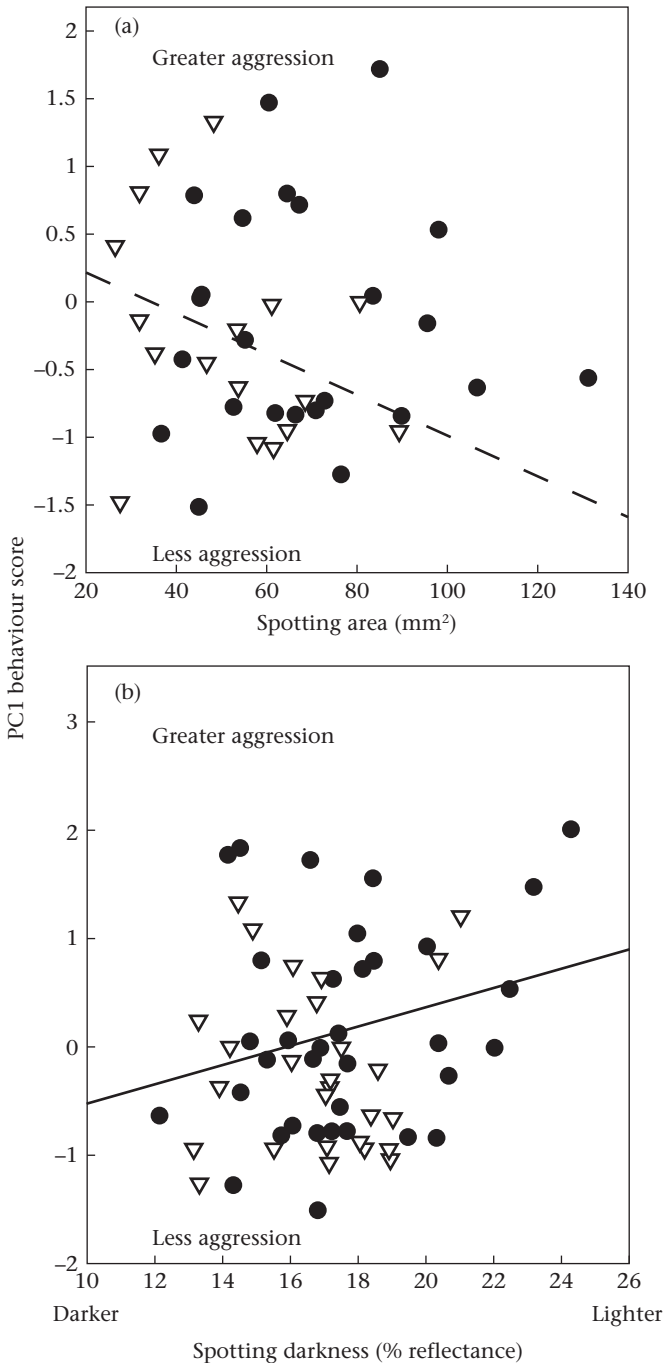 (a)
Greater aggression
2
1.5
1
0.5
0
−0.5
−1
−1.5
−2
Less aggression
20 40 60 80 100 120 140
Spotting area (mm²)
PC1 behaviour score
(b)
Greater aggression
3
2
1
0
−1
−2
Less aggression
10 12 14 16 18 20 22 24 26
Darker Lighter
Spotting darkness (% reflectance)